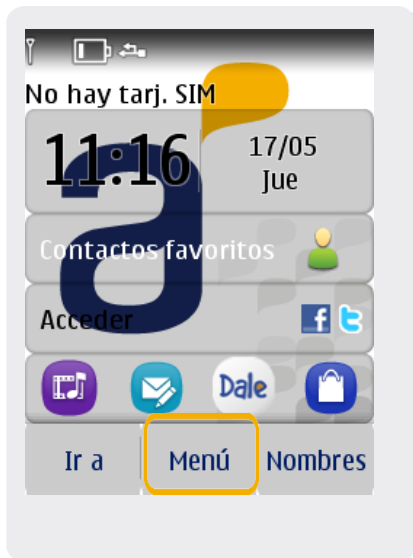 No hay tarj. SIM
11:16
17/05
Jue
Contactos favoritos
Acceder
Dale
Ir a Menú Nombres